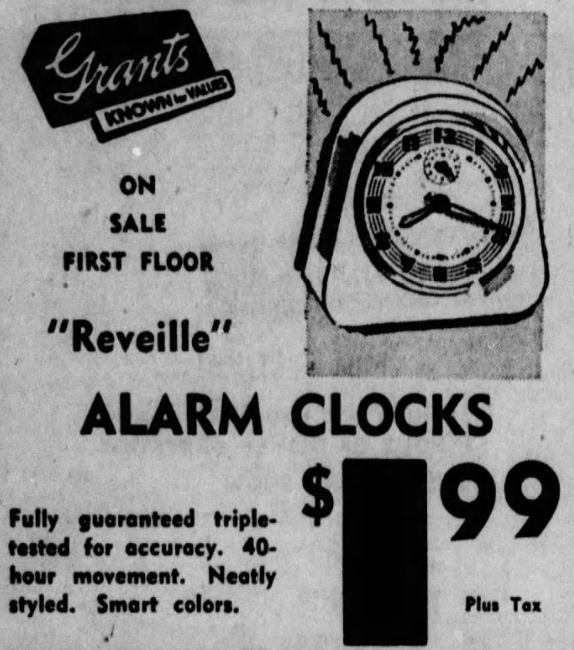 Grants
KNOWN for VALUES
ON
SALE
FIRST FLOOR
"Reveille"
ALARM CLOCKS
$1.99
Fully guaranteed triple-
tested for accuracy. 40-
hour movement. Neatly
styled. Smart colors.
Plus Tax